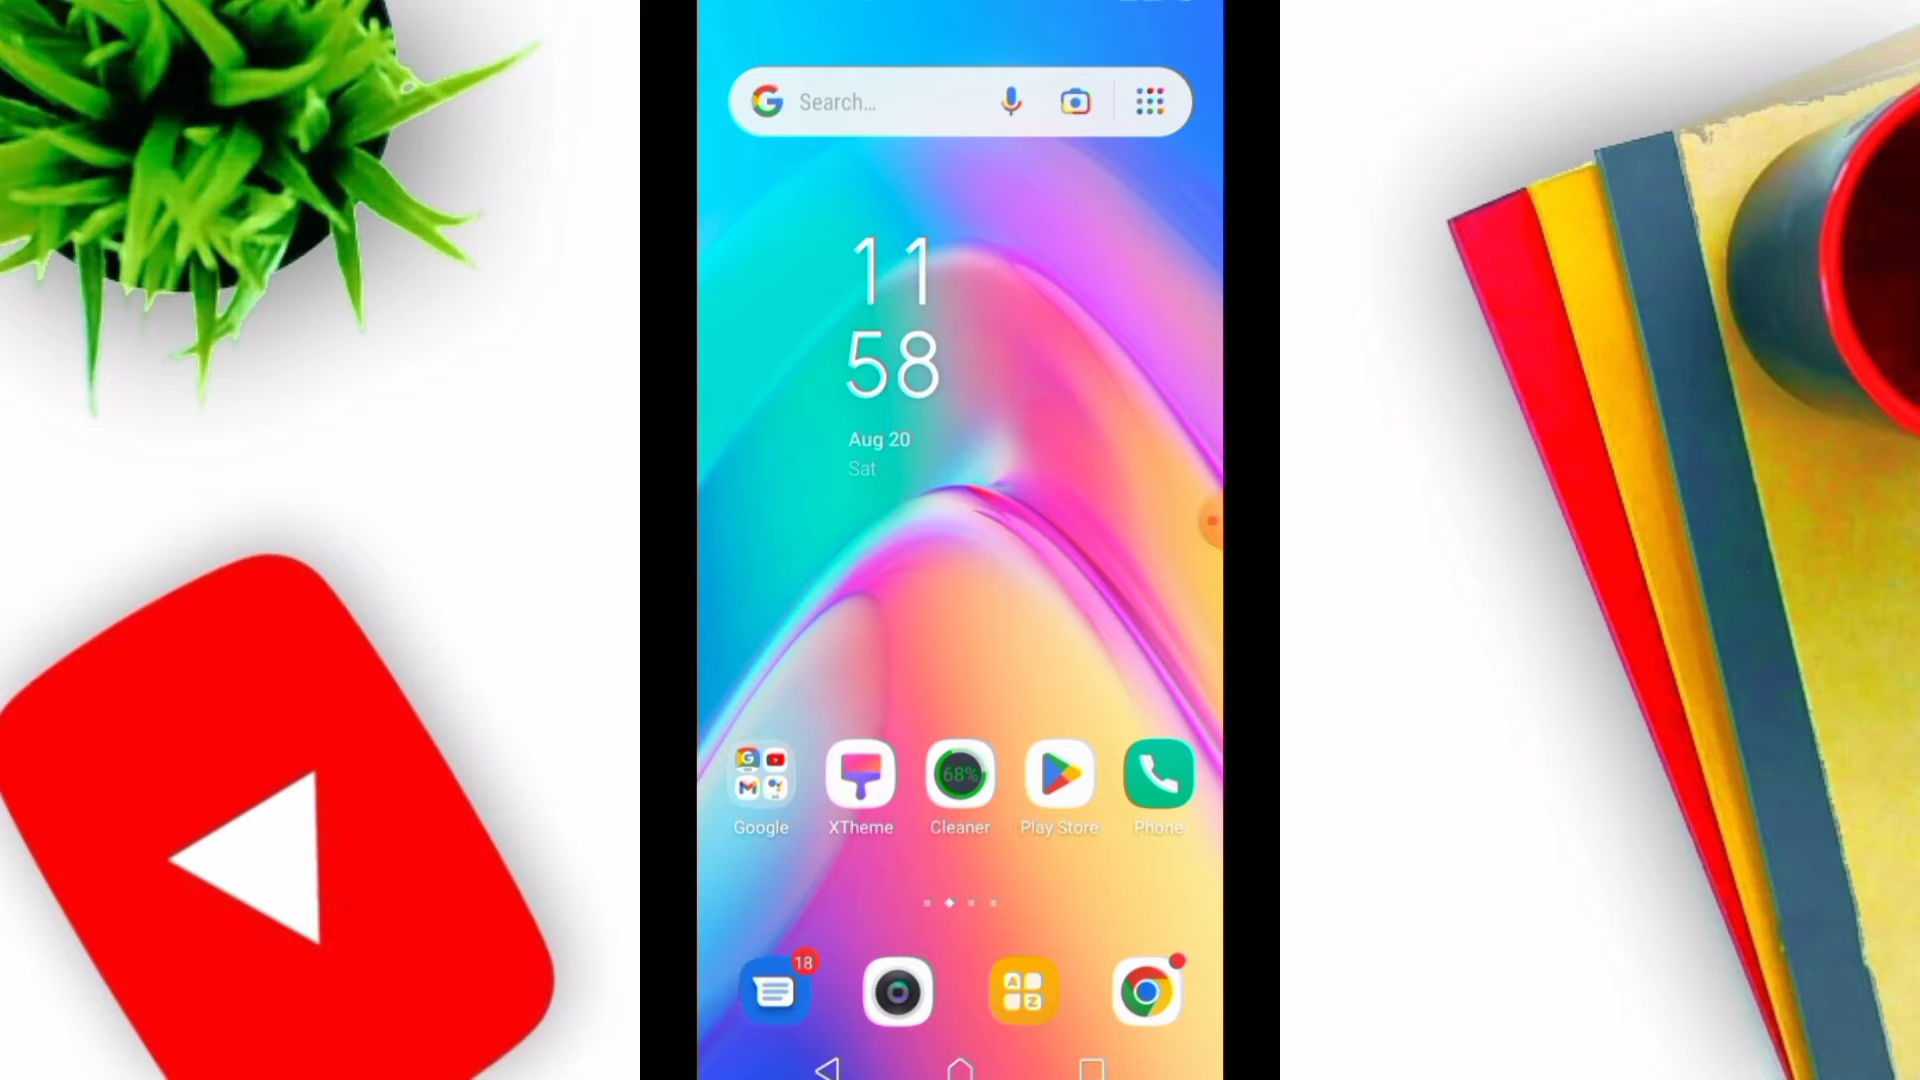 Search...
11
58
Aug 20
Sat
68%
Google
XTheme
Cleaner
Play Store
Phone
18
A
Z